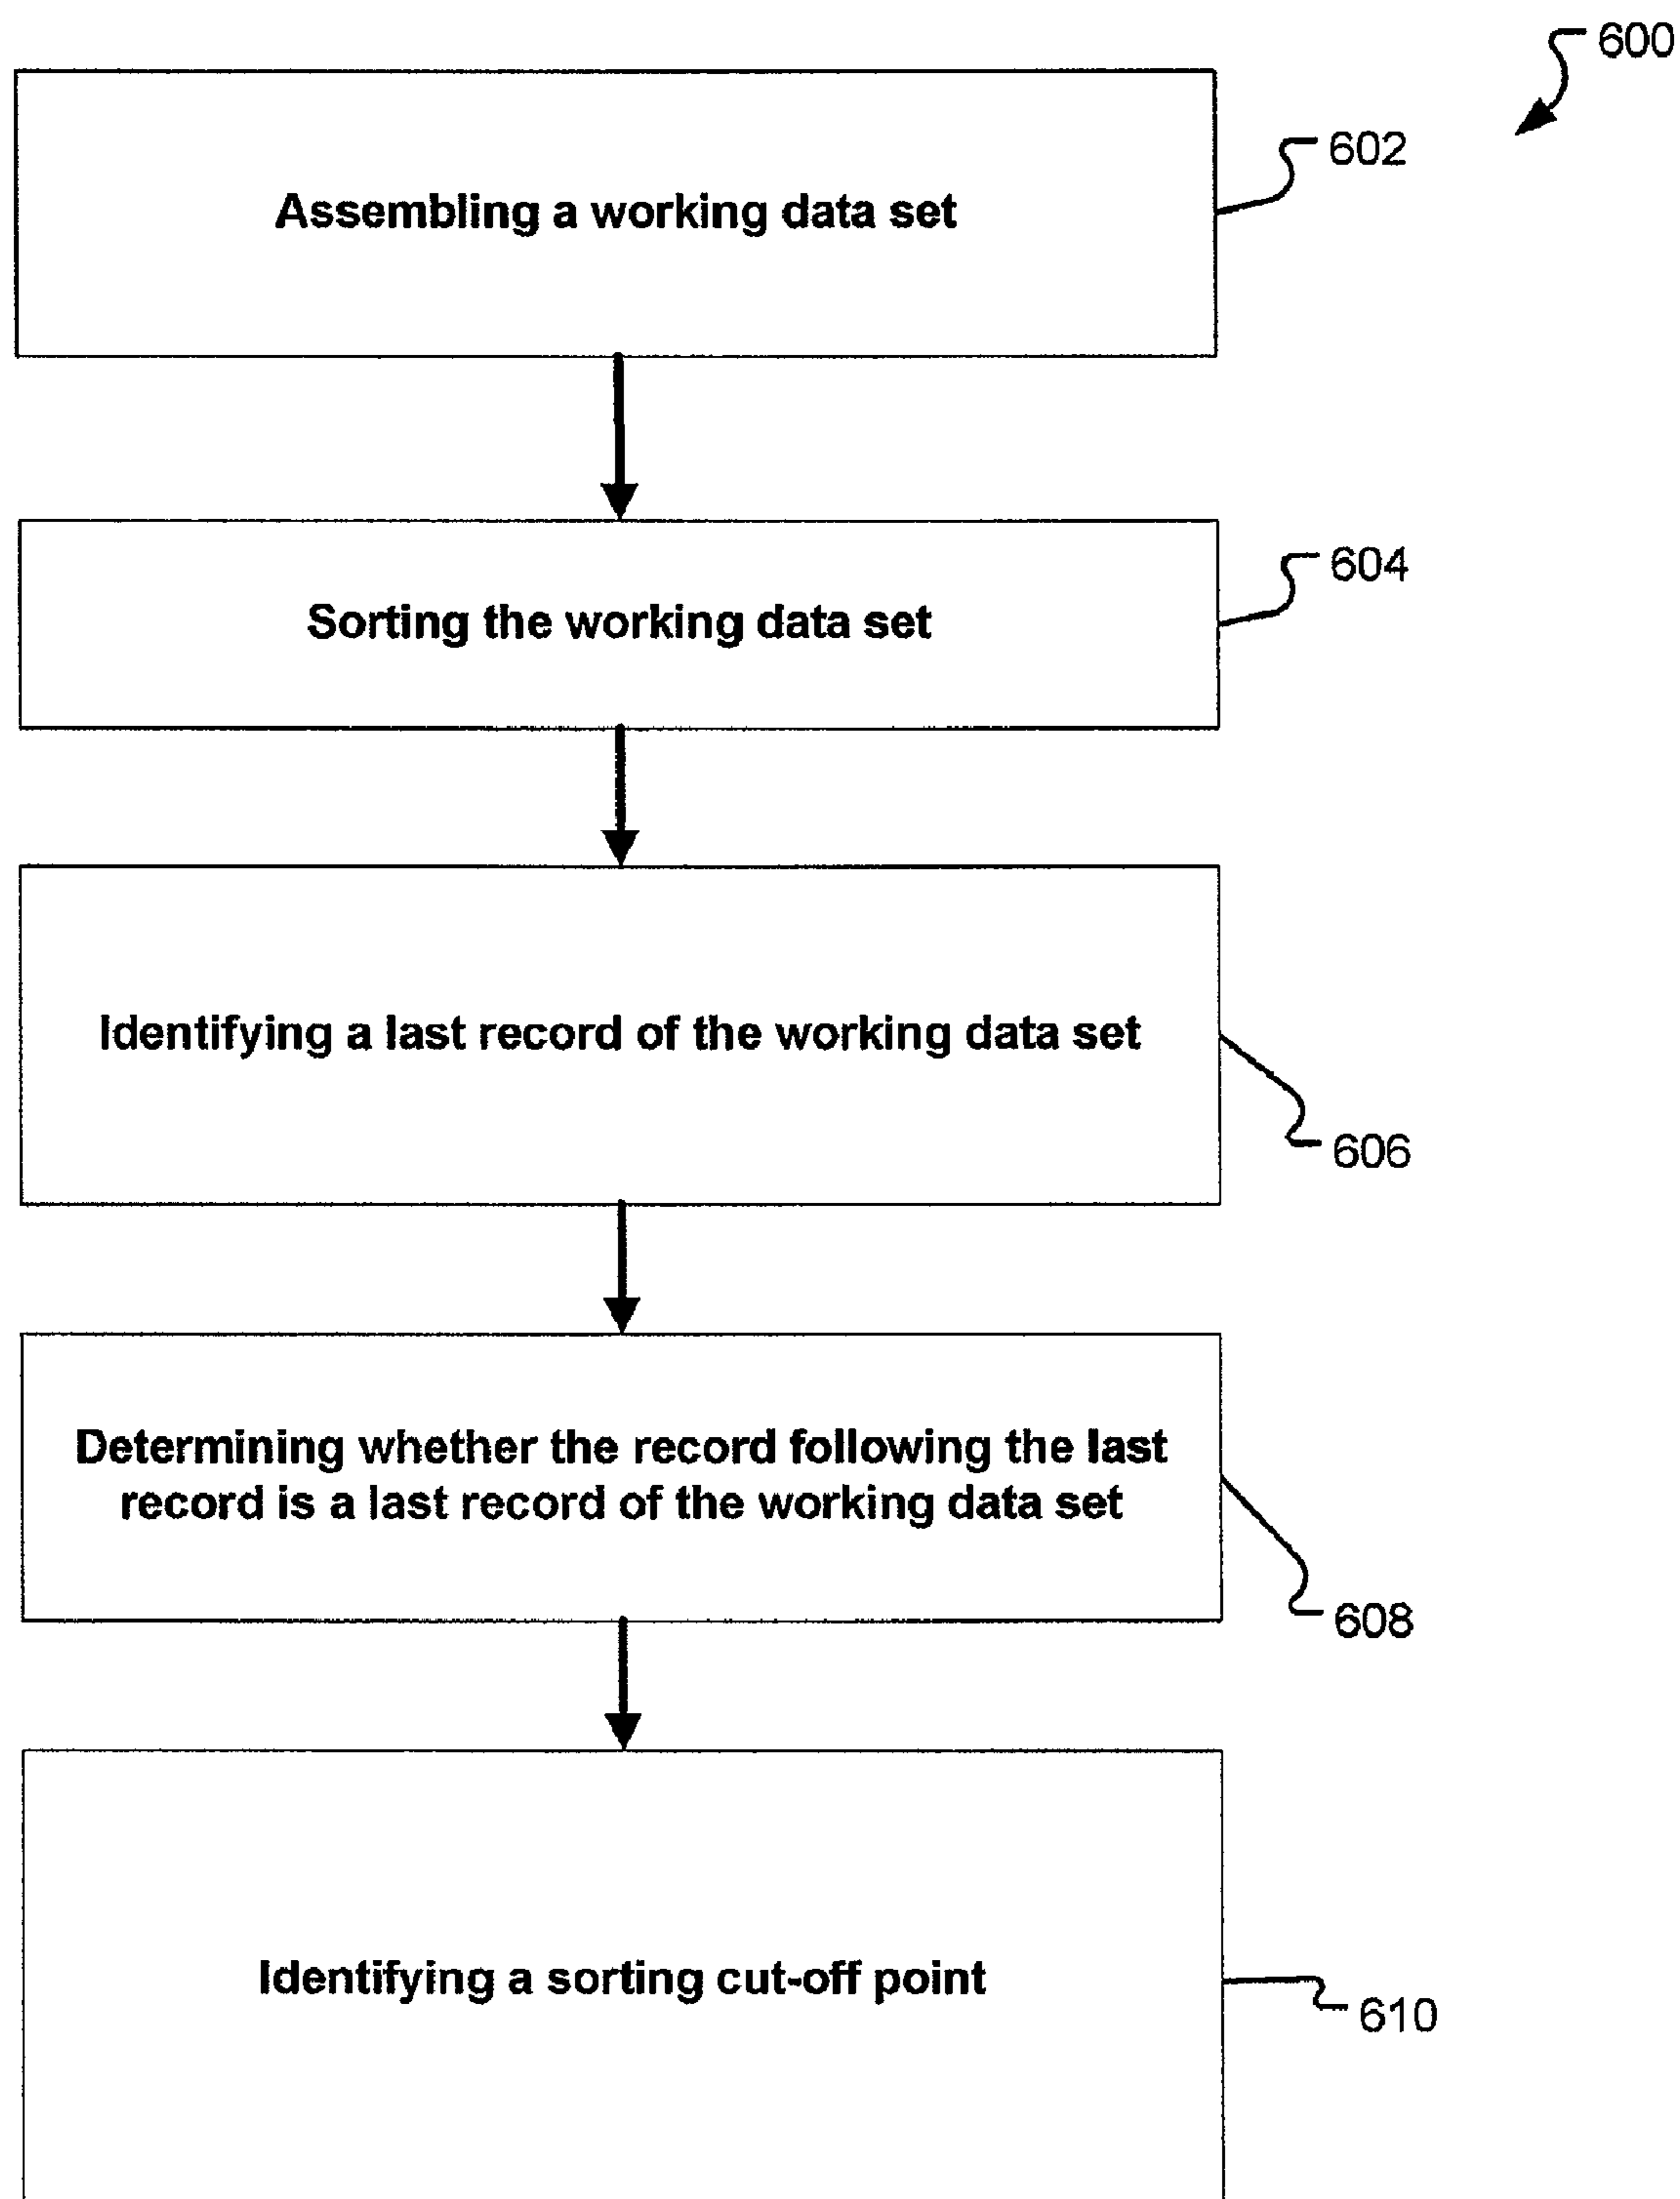 600
Assembling a working data set
602
Sorting the working data set
604
Identifying a last record of the working data set
606
Determining whether the record following the last
record is a last record of the working data set
608
Identifying a sorting cut-off point
610